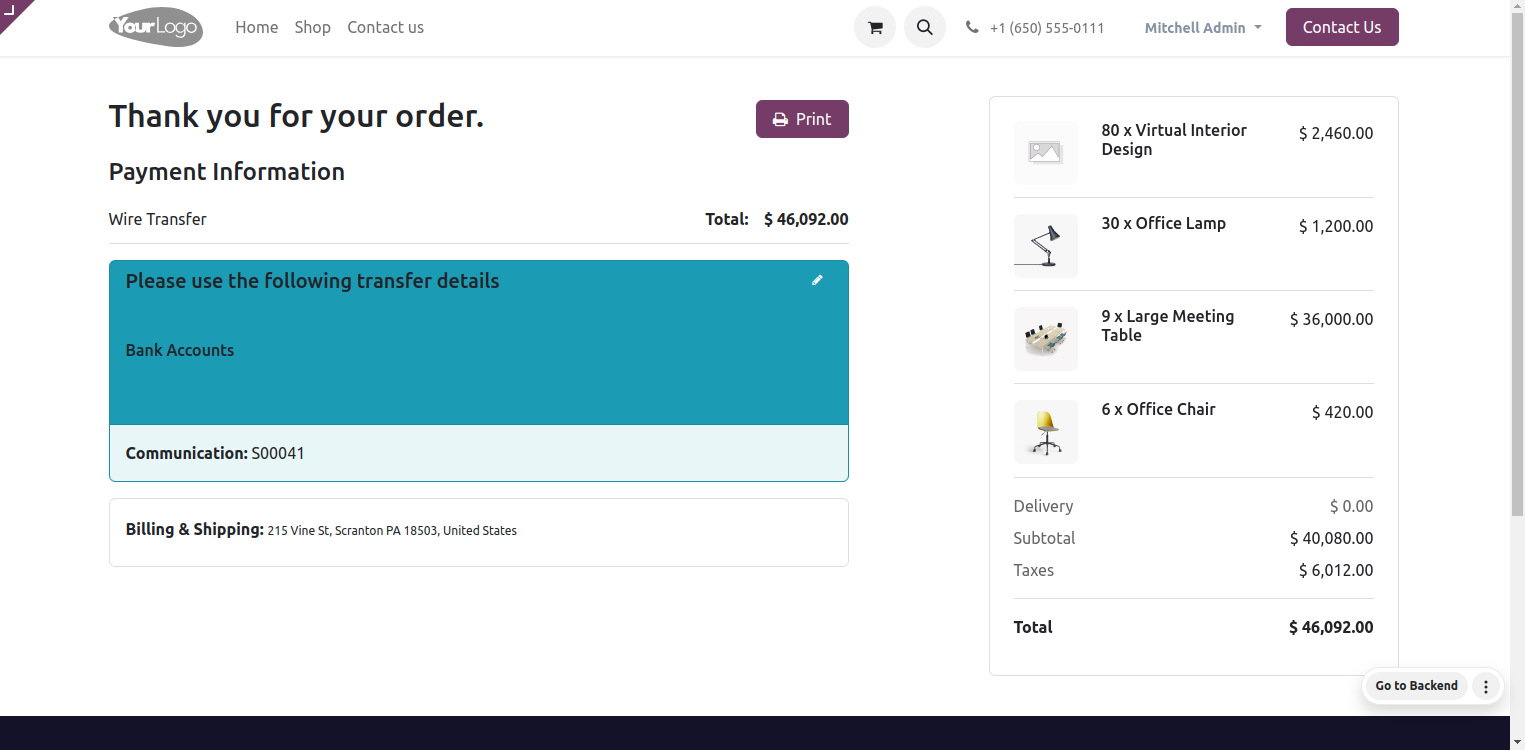 YourLogo
Home Shop Contact us
+1 (650) 555-0111
Mitchell Admin
Contact Us
Thank you for your order.
Print
Payment Information
Wire Transfer
Total: $ 46,092.00
Please use the following transfer details
Bank Accounts
Communication: S00041
Billing & Shipping: 215 Vine St, Scranton PA 18503, United States
80 x Virtual Interior
Design
$ 2,460.00
30 x Office Lamp
$ 1,200.00
9 x Large Meeting
Table
$ 36,000.00
6 x Office Chair
$ 420.00
Delivery $ 0.00
Subtotal $ 40,080.00
Taxes $ 6,012.00
Total $ 46,092.00
Go to Backend